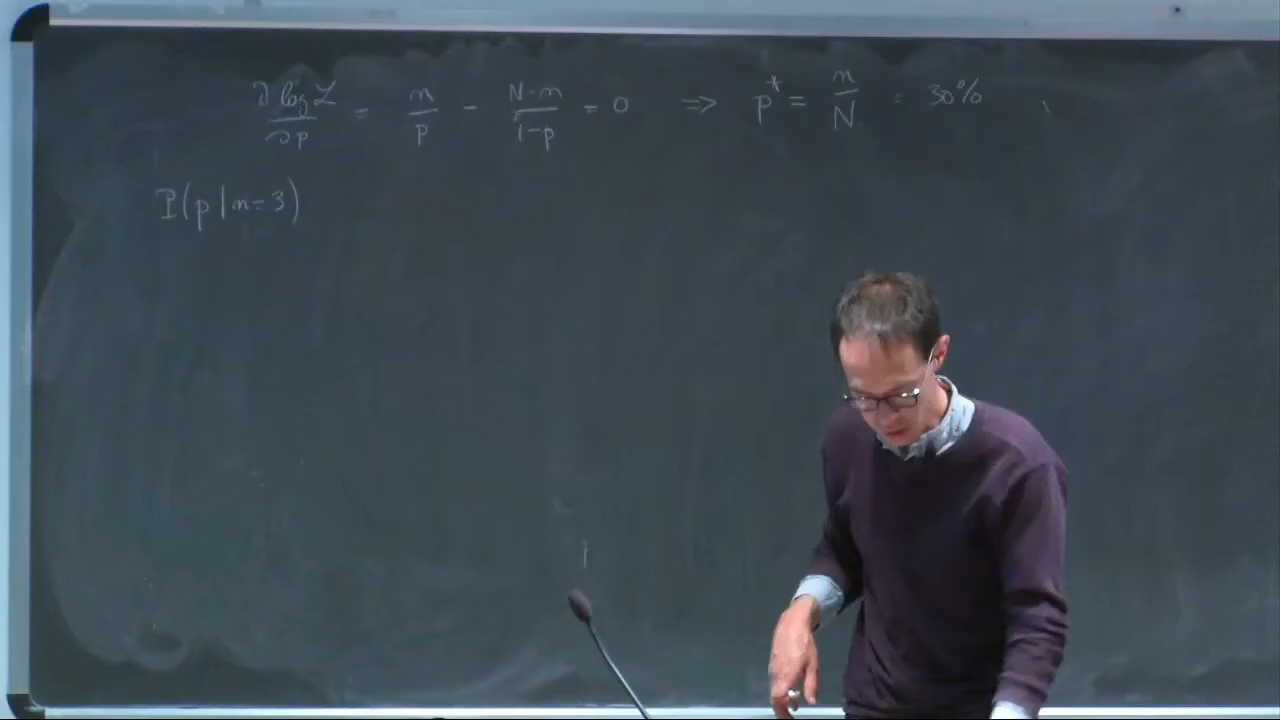 ∂ log ℒ / ∂p = n/p - N-n/1-p = 0 ⇒ p* = n/N = 30%
P(p|n=3)